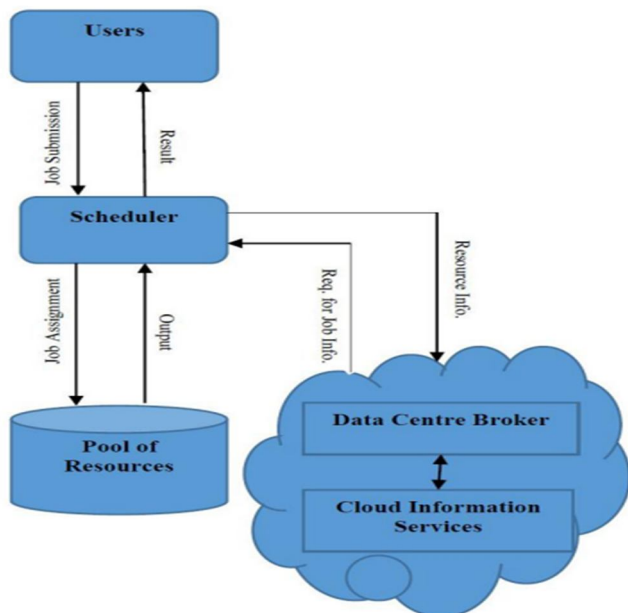 Users
Job Submission
Result
Scheduler
Job Assignment
Output
Req. for Job Info.
Resource Info.
Pool of
Resources
Data Centre Broker
Cloud Information
Services